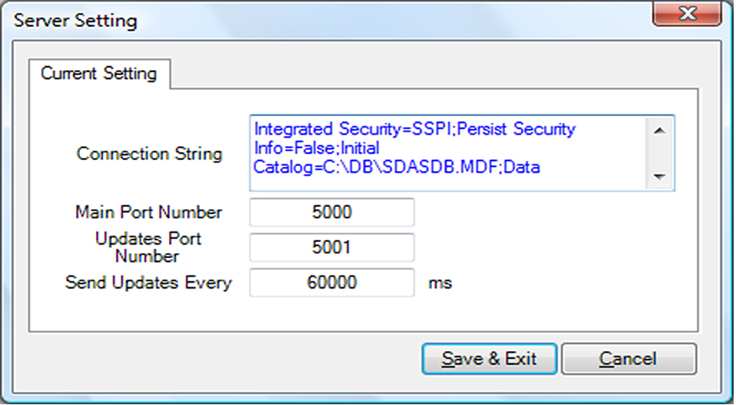 Server Setting
Current Setting
Connection String
Integrated Security=SSPI;Persist Security
Info=False;Initial
Catalog=C:\DB\SDASDB.MDF;Data
Main Port Number
5000
Updates Port
Number
5001
Send Updates Every
60000
ms
Save & Exit
Cancel